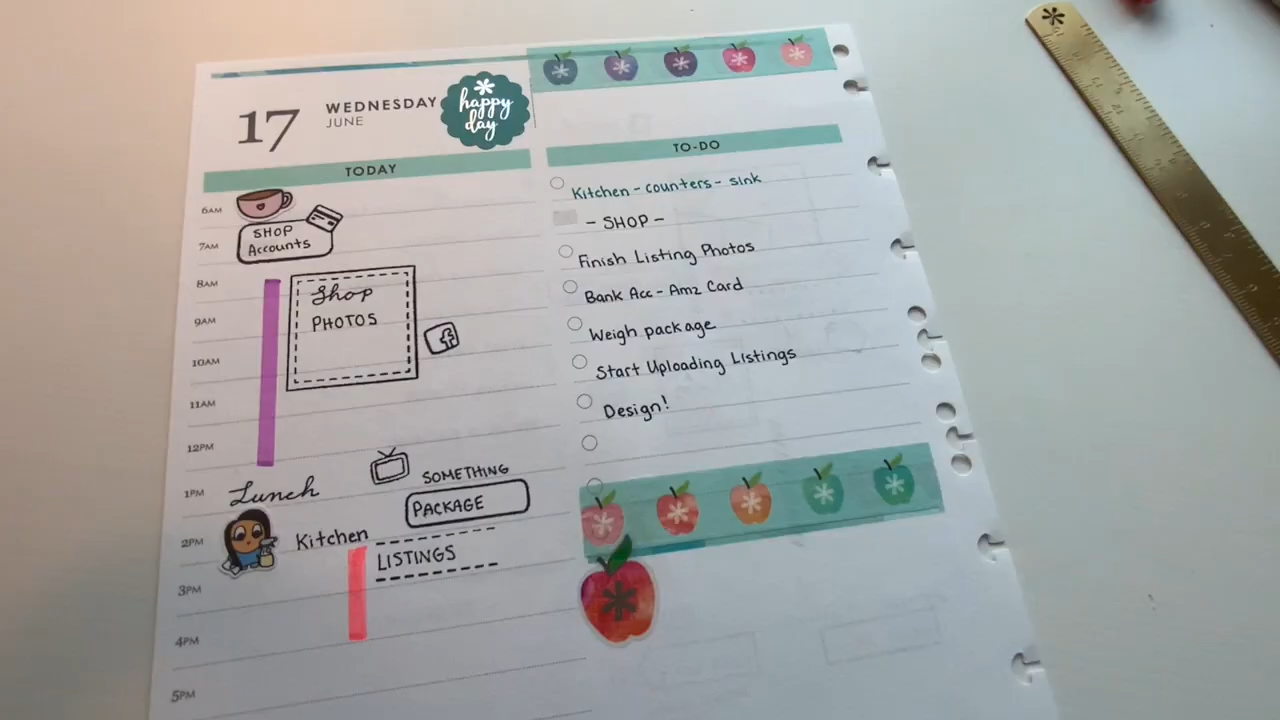 17 WEDNESDAY
JUNE
happy
day
TODAY
6AM
SHOP
7AM Accounts
8AM
Shop
9AM PHOTOS
10AM
11AM
12PM
SOMETHING
1PM Lunch
PACKAGE
2PM Kitchen
LISTINGS
3PM
4PM
5PM
TO-DO
Kitchen - counters - sink
- SHOP -
Finish Listing Photos
Bank Acc - Amz Card
Weigh package
Start Uploading Listings
Design!